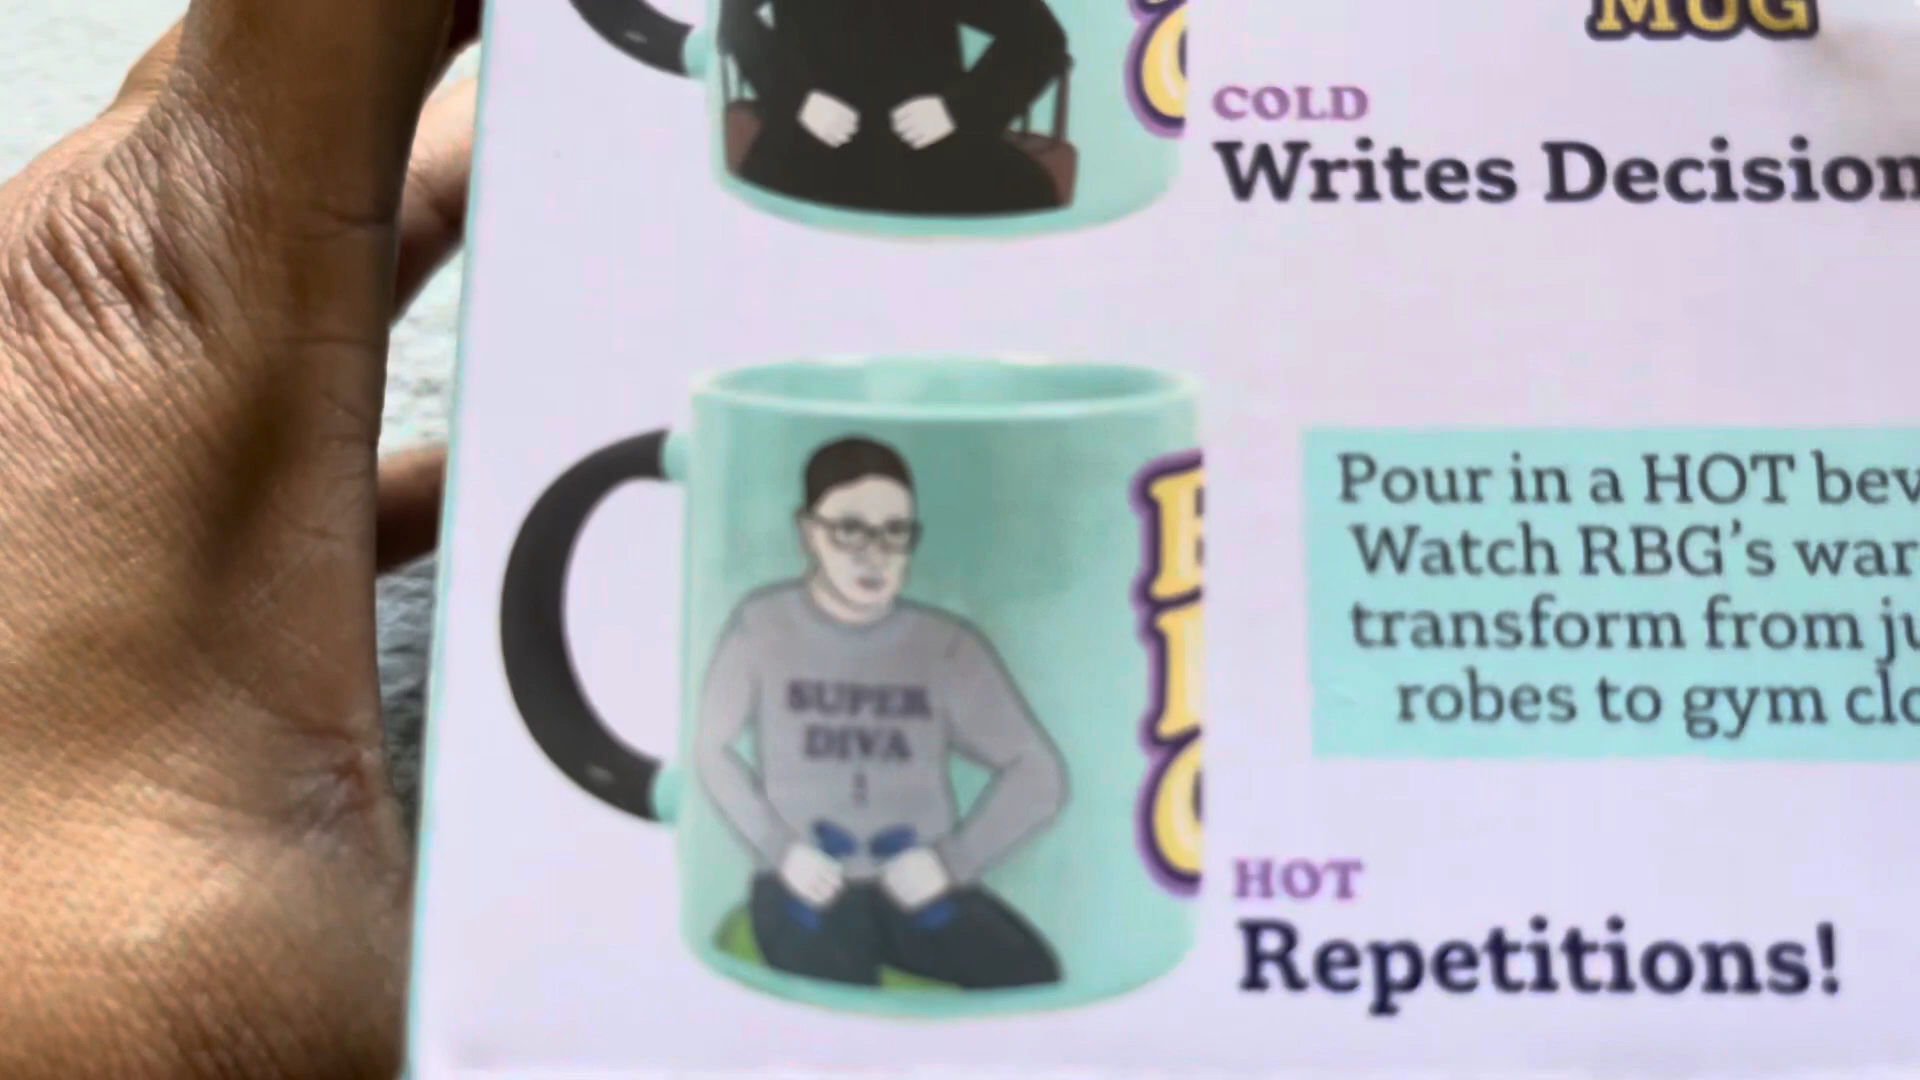 MUG
COLD
Writes Decision
Pour in a HOT bev
Watch RBG's war
transform from ju
robes to gym clo
SUPER
DIVA
!
HOT
Repetitions!